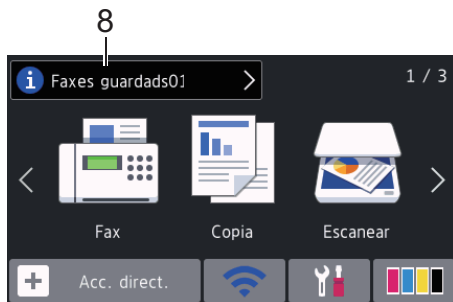 8
Faxes guardads01
1 / 3
Fax
Copia
Escanear
Acc. direct.